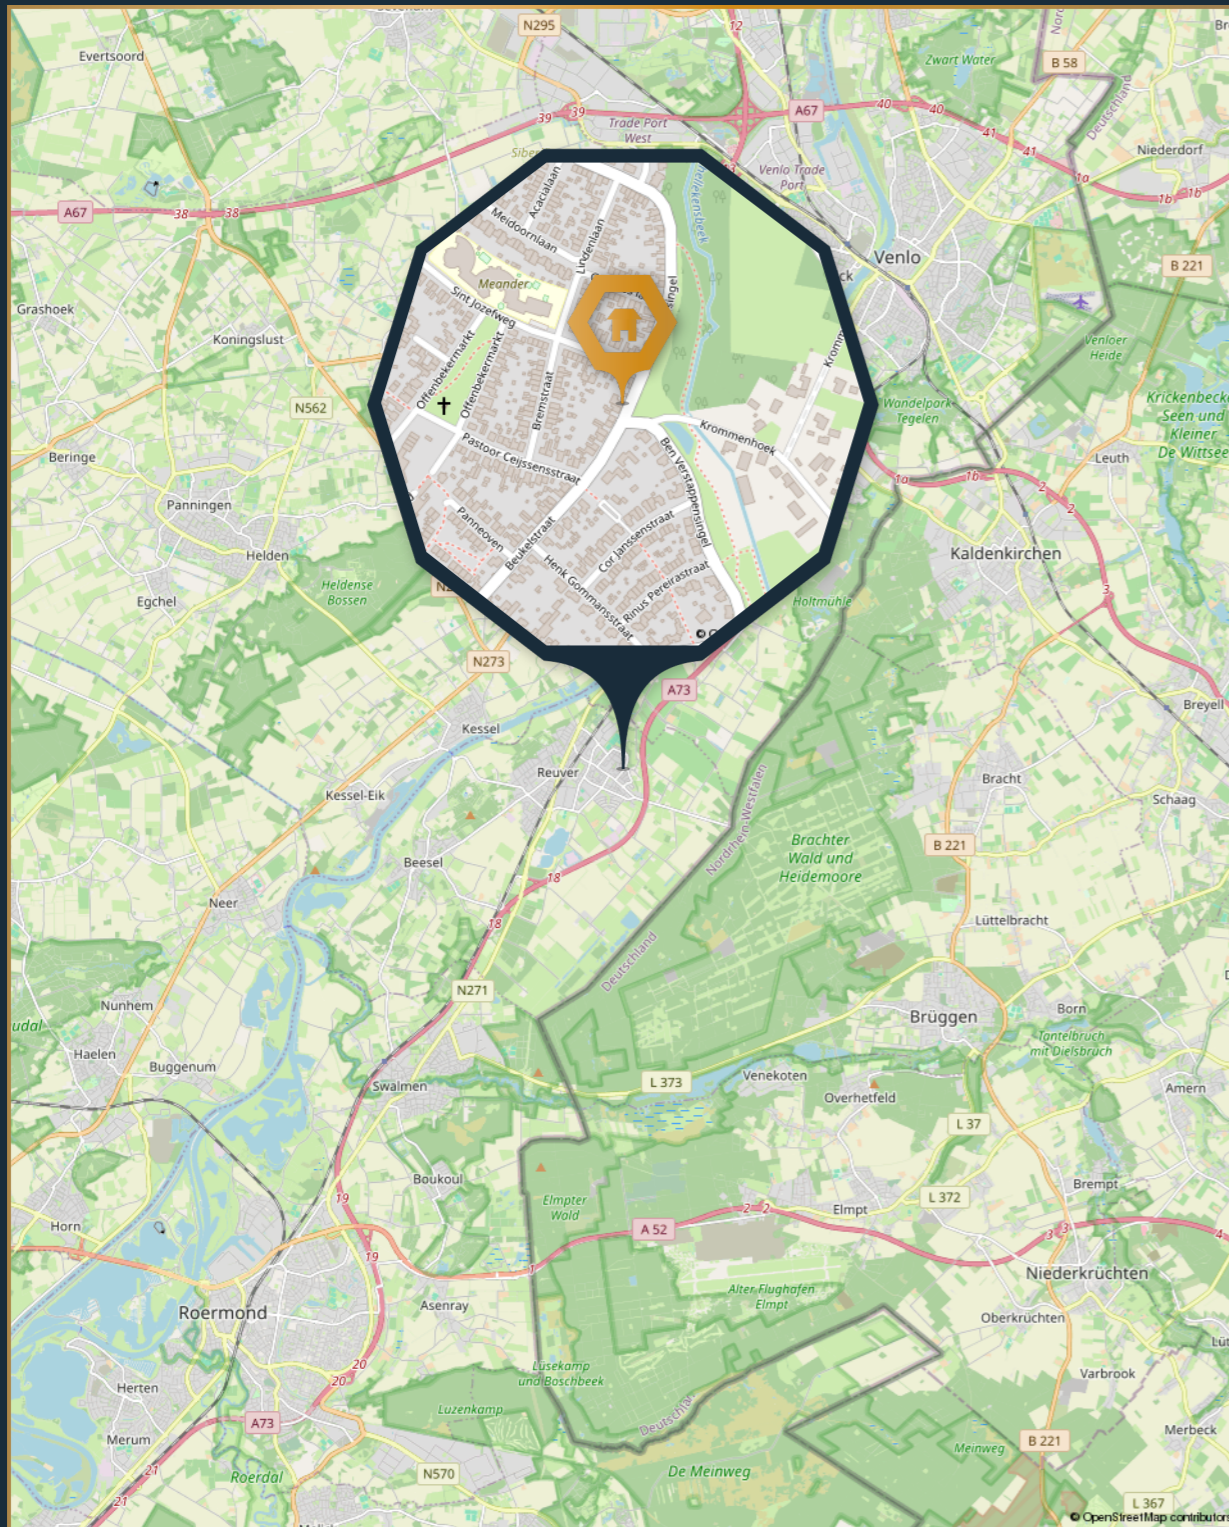 N295
12
B 58
Evertsoord
Zwart Water
Deutschland
39
39
A67
40
40
Trade Port
West
41
41
Niederdorf
Venlo Trade
Port
1a
1b
1b
A67
38
38
Acacialaan
Meidoornlaan
Lindenlaan
Venlo
B 221
Meander
singel
Grashoek
Sint Jozefweg
Koningslust
Venloer
Heide
Offenbekermarkt
Offenbekermarkt
Bremstraat
N562
Wandelpark
Tegelen
Krickenbecker
Seen und
Kleiner
De Wittsee
Krommenhoek
Beringe
Pastoor Ceijssensstraat
Ben Verstappensingel
Leuth
1a
1b
2
2
Panningen
Panneoven
Beukelstraat
Cor Janssenstraat
Helden
Kaldenkirchen
Heldense
Bossen
Henk Gommansstraat
Rinus Pereirastraat
3
Egchel
Holtmühle
N273
A73
Breyell
Kessel
Reuver
Bracht
Kessel-Eik
Schaag
Nordrhein-Westfalen
Brachter
Wald und
Heidemoore
B 221
Beesel
18
Neer
18
Lüttelbracht
Deutschland
N271
Nunhem
Brüggen
Born
Tantelbruch
mit Dielsbruch
Haelen
Buggenum
Swalmen
L 373
Venekoten
Overhetfeld
Amern
L 37
Boukoul
Brempt
19
Elmpter
Wald
L 372
Horn
2
2
Elmpt
A 52
3
3
4
19
1
Niederkrüchten
Alter Flughafen
Elmpt
Roermond
Asenray
Oberkrüchten
20
Lüsekamp
und Boschbeek
Varbrook
20
Herten
Luzenkamp
A73
Merum
Merbeck
B 221
Meinweg
21
Roerdal
N570
De Meinweg
21
L 367
© OpenStreetMap contributor